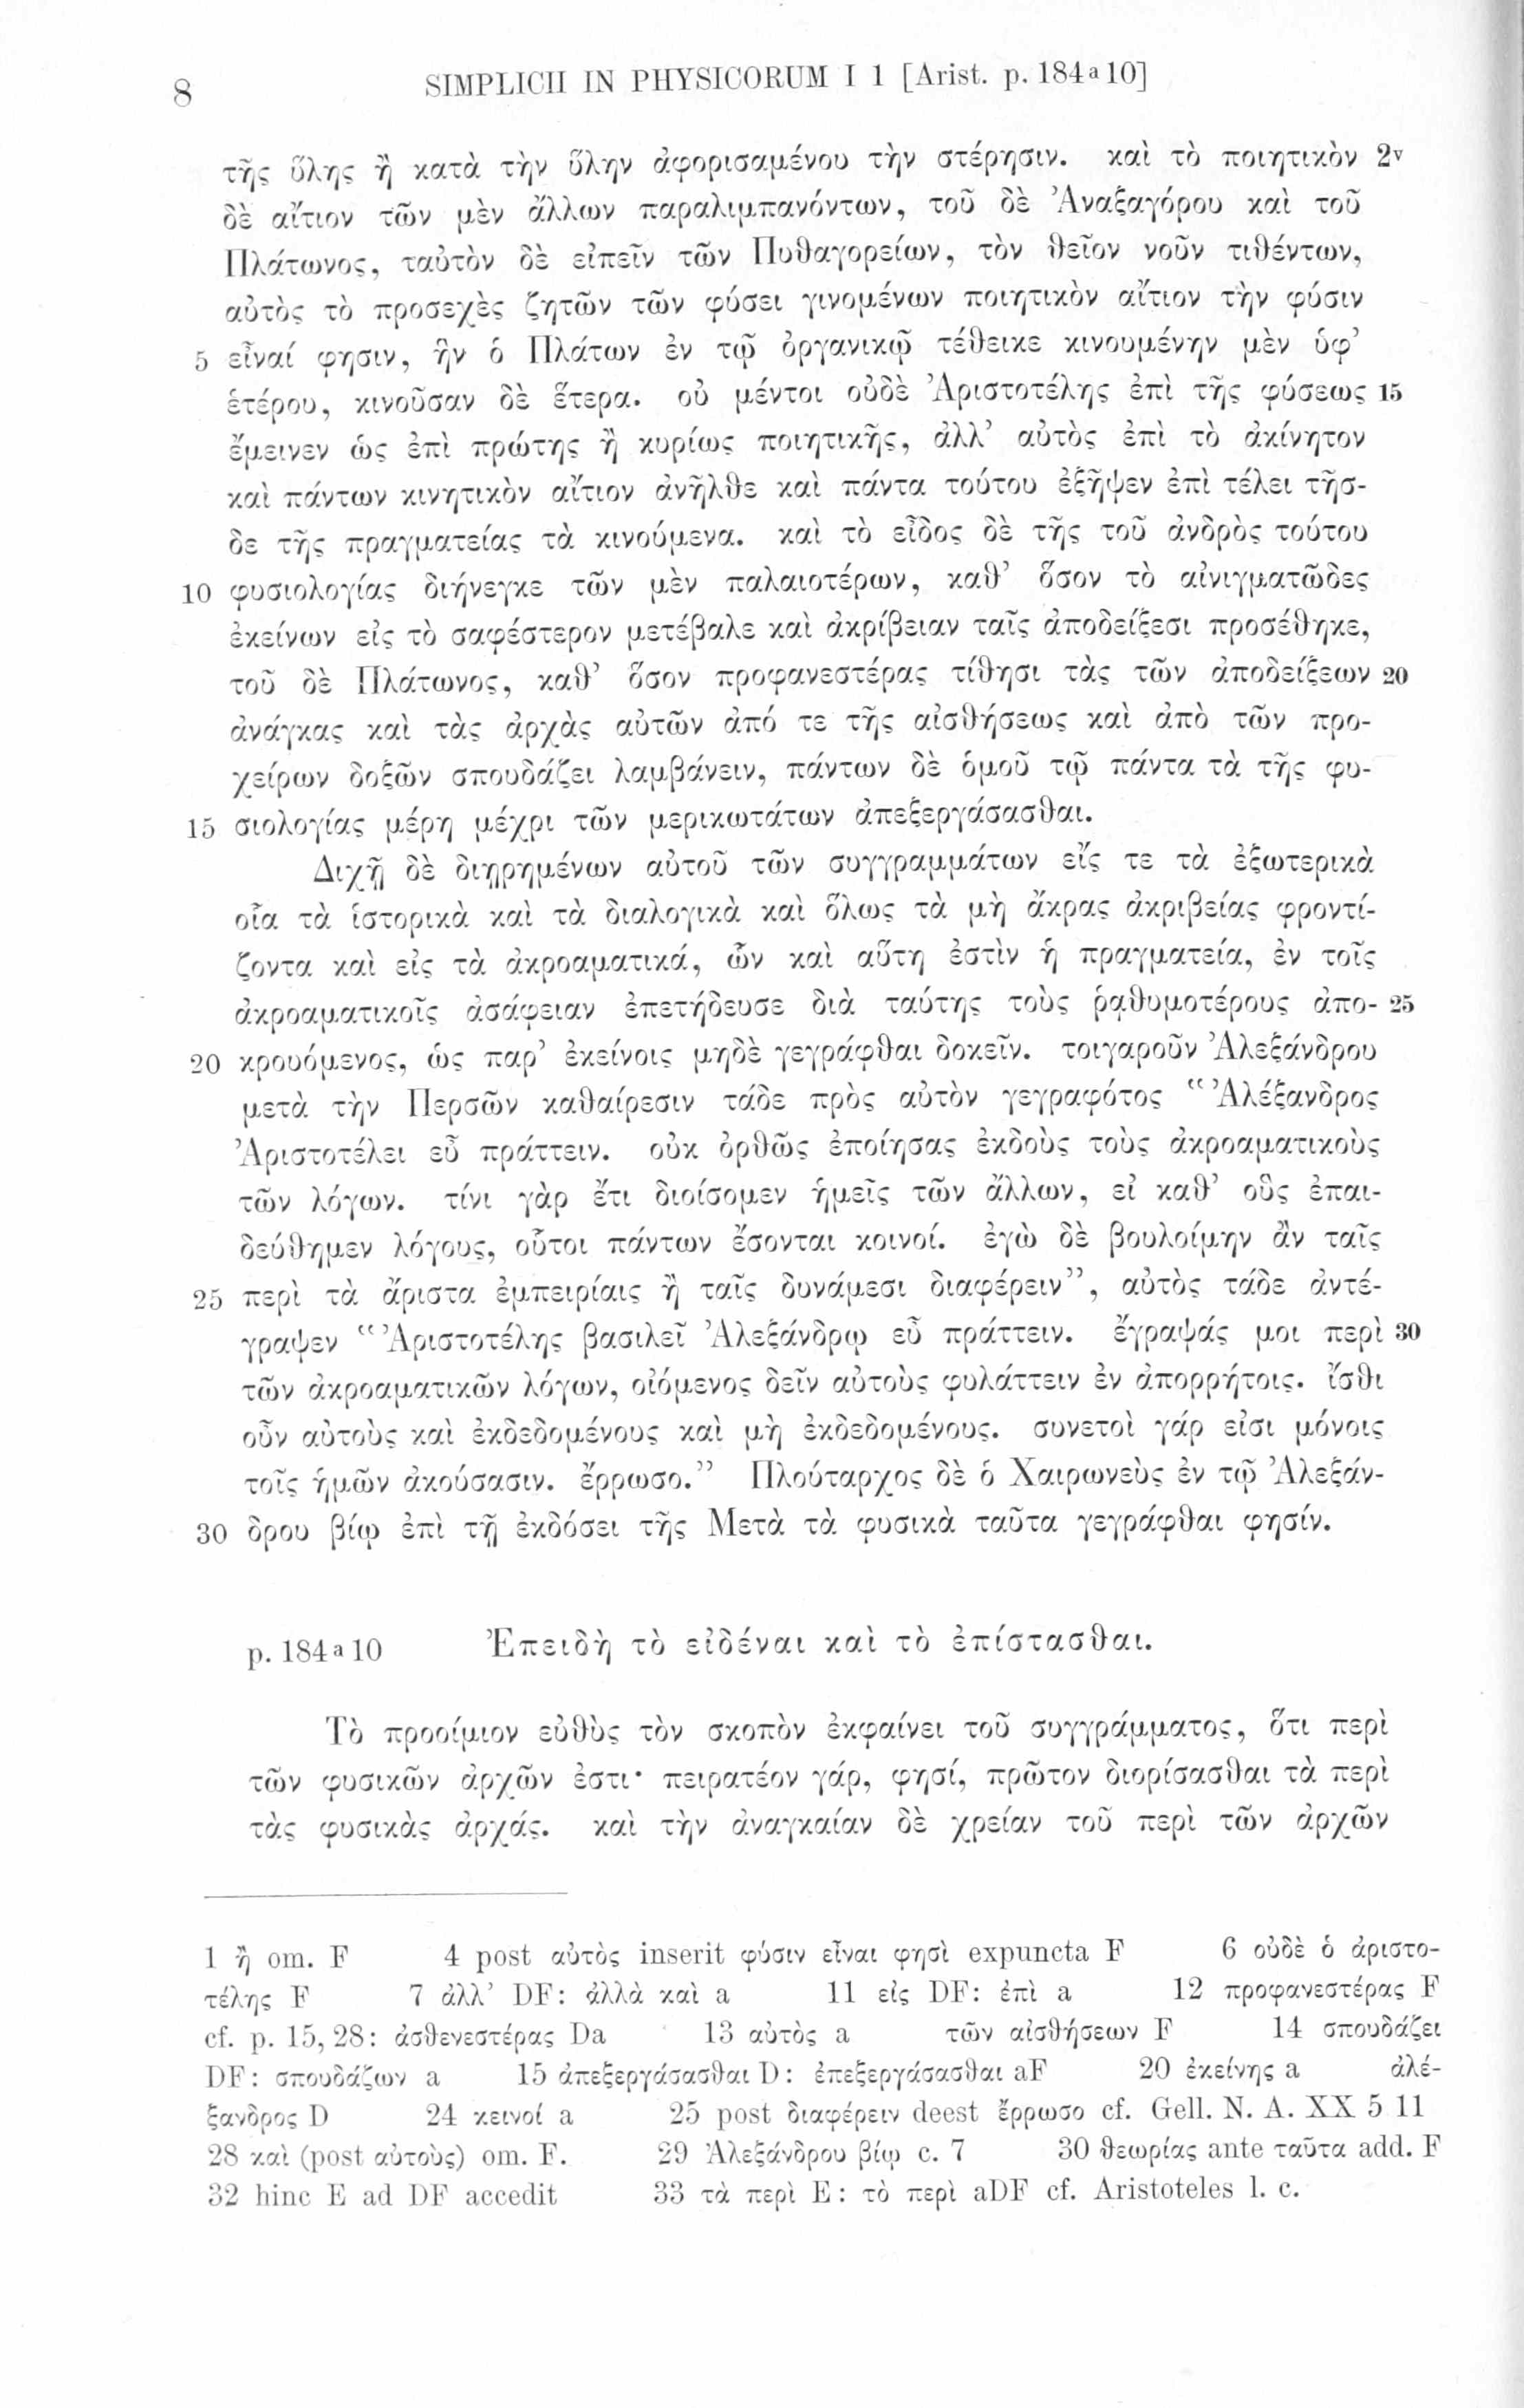 8 SIMPLICII IN PHYSICORUM I 1 [Arist. p. 184ª10]
τῆς ὕλης ἢ κατὰ τὴν ὕλην ἀφορισαμένου τὴν στέρησιν. καὶ τὸ ποιητικὸν 2ᵛ
δὲ αἴτιον τῶν μὲν ἄλλων παραλιμπανόντων, τοῦ δὲ Ἀναξαγόρου καὶ τοῦ
Πλάτωνος, ταὐτὸν δὲ εἰπεῖν τῶν Πυθαγορείων, τὸν θεῖον νοῦν τιθέντων,
αὐτὸς τὸ προσεχὲς ζητῶν τῶν φύσει γινομένων ποιητικὸν αἴτιον τὴν φύσιν
5 εἶναί φησιν, ἣν ὁ Πλάτων ἐν τῷ ὀργανικῷ τέθεικε κινουμένην μὲν ὑφ’
ἑτέρου, κινοῦσαν δὲ ἕτερα. οὐ μέντοι οὐδὲ Ἀριστοτέλης ἐπὶ τῆς φύσεως 15
ἔμεινεν ὡς ἐπὶ πρώτης ἢ κυρίως ποιητικῆς, ἀλλ’ αὐτὸς ἐπὶ τὸ ἀκίνητον
καὶ πάντων κινητικὸν αἴτιον ἀνῆλθε καὶ πάντα τούτου ἐξῆψεν ἐπὶ τέλει τῆσ-
δε τῆς πραγματείας τὰ κινούμενα. καὶ τὸ εἶδος δὲ τῆς τοῦ ἀνδρὸς τούτου
10 φυσιολογίας διήνεγκε τῶν μὲν παλαιοτέρων, καθ’ ὅσον τὸ αἰνιγματῶδες
ἐκείνων εἰς τὸ σαφέστερον μετέβαλε καὶ ἀκρίβειαν ταῖς ἀποδείξεσι προσέθηκε,
τοῦ δὲ Πλάτωνος, καθ’ ὅσον προφανεστέρας τίθησι τὰς τῶν ἀποδείξεων 20
ἀνάγκας καὶ τὰς ἀρχὰς αὐτῶν ἀπό τε τῆς αἰσθήσεως καὶ ἀπὸ τῶν προ-
χείρων δοξῶν σπουδάζει λαμβάνειν, πάντων δὲ ὁμοῦ τῷ πάντα τὰ τῆς φυ-
15 σιολογίας μέρη μέχρι τῶν μερικωτάτων ἀπεξεργάσασθαι.
Διχῇ δὲ διῃρημένων αὐτοῦ τῶν συγγραμμάτων εἴς τε τὰ ἐξωτερικὰ
οἷα τὰ ἱστορικὰ καὶ τὰ διαλογικὰ καὶ ὅλως τὰ μὴ ἄκρας ἀκριβείας φροντί-
ζοντα καὶ εἰς τὰ ἀκροαματικά, ὧν καὶ αὕτη ἐστὶν ἡ πραγματεία, ἐν τοῖς
ἀκροαματικοῖς ἀσάφειαν ἐπετήδευσε διὰ ταύτης τοὺς ῥᾳθυμοτέρους ἀπο- 25
20 κρουόμενος, ὡς παρ’ ἐκείνοις μηδὲ γεγράφθαι δοκεῖν. τοιγαροῦν Ἀλεξάνδρου
μετὰ τὴν Περσῶν καθαίρεσιν τάδε πρὸς αὐτὸν γεγραφότος “Ἀλέξανδρος
Ἀριστοτέλει εὖ πράττειν. οὐκ ὀρθῶς ἐποίησας ἐκδοὺς τοὺς ἀκροαματικοὺς
τῶν λόγων. τίνι γὰρ ἔτι διοίσομεν ἡμεῖς τῶν ἄλλων, εἰ καθ’ οὓς ἐπαι-
δεύθημεν λόγους, οὗτοι πάντων ἔσονται κοινοί. ἐγὼ δὲ βουλοίμην ἂν ταῖς
25 περὶ τὰ ἄριστα ἐμπειρίαις ἢ ταῖς δυνάμεσι διαφέρειν”, αὐτὸς τάδε ἀντέ-
γραψεν “Ἀριστοτέλης βασιλεῖ Ἀλεξάνδρῳ εὖ πράττειν. ἔγραψάς μοι περὶ 30
τῶν ἀκροαματικῶν λόγων, οἰόμενος δεῖν αὐτοὺς φυλάττειν ἐν ἀπορρήτοις. ἴσθι
οὖν αὐτοὺς καὶ ἐκδεδομένους καὶ μὴ ἐκδεδομένους. συνετοὶ γάρ εἰσι μόνοις
τοῖς ἡμῶν ἀκούσασιν. ἔρρωσο.” Πλούταρχος δὲ ὁ Χαιρωνεὺς ἐν τῷ Ἀλεξάν-
30 δρου βίῳ ἐπὶ τῇ ἐκδόσει τῆς Μετὰ τὰ φυσικὰ ταῦτα γεγράφθαι φησίν.
p. 184ª10 Ἐπειδὴ τὸ εἰδέναι καὶ τὸ ἐπίστασθαι.
Τὸ προοίμιον εὐθὺς τὸν σκοπὸν ἐκφαίνει τοῦ συγγράμματος, ὅτι περὶ
τῶν φυσικῶν ἀρχῶν ἐστι· πειρατέον γάρ, φησί, πρῶτον διορίσασθαι τὰ περὶ
τὰς φυσικὰς ἀρχάς. καὶ τὴν ἀναγκαίαν δὲ χρείαν τοῦ περὶ τῶν ἀρχῶν
1 ἢ om. F 4 post αὐτὸς inserit φύσιν εἶναι φησὶ expuncta F 6 οὐδὲ ὁ ἀριστο-
τέλης F 7 ἀλλ’ DF: ἀλλὰ καὶ a 11 εἰς DF: ἐπὶ a 12 προφανεστέρας F
cf. p. 15, 28: ἀσθενεστέρας Da 13 αὐτὸς a τῶν αἰσθήσεων F 14 σπουδάζει
DF: σπουδάζων a 15 ἀπεξεργάσασθαι D: ἐπεξεργάσασθαι aF 20 ἐκείνης a ἀλέ-
ξανδρος D 24 κεινοί a 25 post διαφέρειν deest ἔρρωσο cf. Gell. N. A. XX 5 11
28 καὶ (post αὐτοὺς) om. F. 29 Ἀλεξάνδρου βίῳ c. 7 30 θεωρίας ante ταῦτα add. F
32 hinc E ad DF accedit 33 τὰ περὶ E: τὸ περὶ aDF cf. Aristoteles l. c.